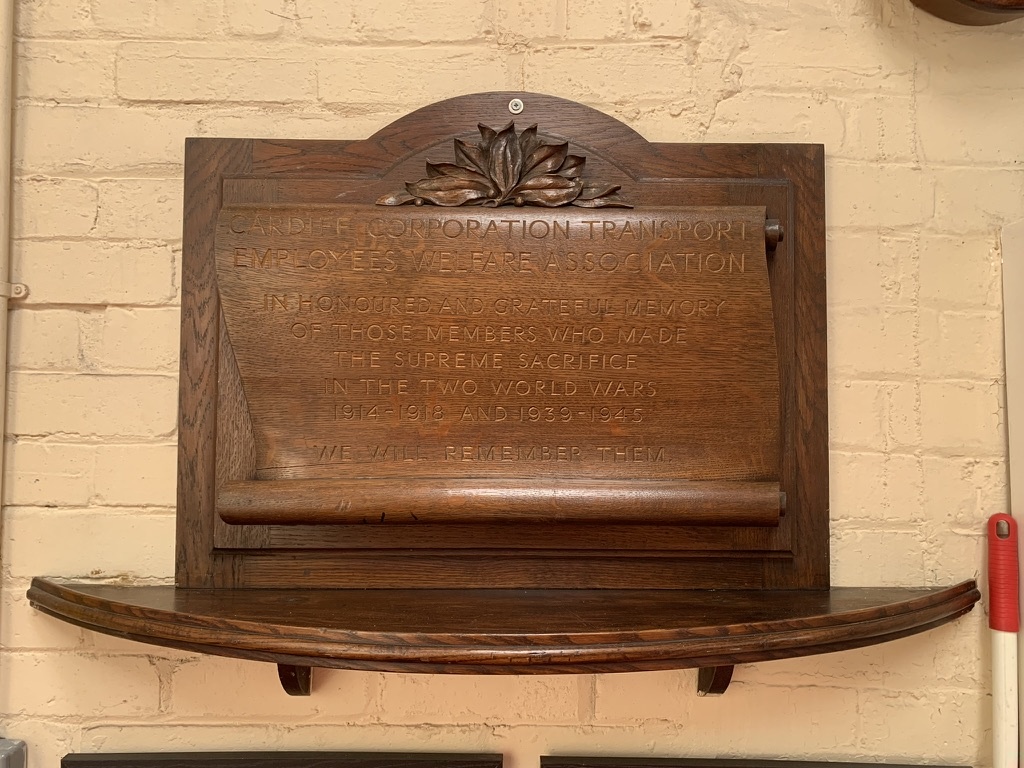 CARDIFF CORPORATION TRANSPORT
EMPLOYEES WELFARE ASSOCIATION
IN HONOURED AND GRATEFUL MEMORY
OF THOSE MEMBERS WHO MADE
THE SUPREME SACRIFICE
IN THE TWO WORLD WARS
1914-1918 AND 1939-1945
WE WILL REMEMBER THEM.